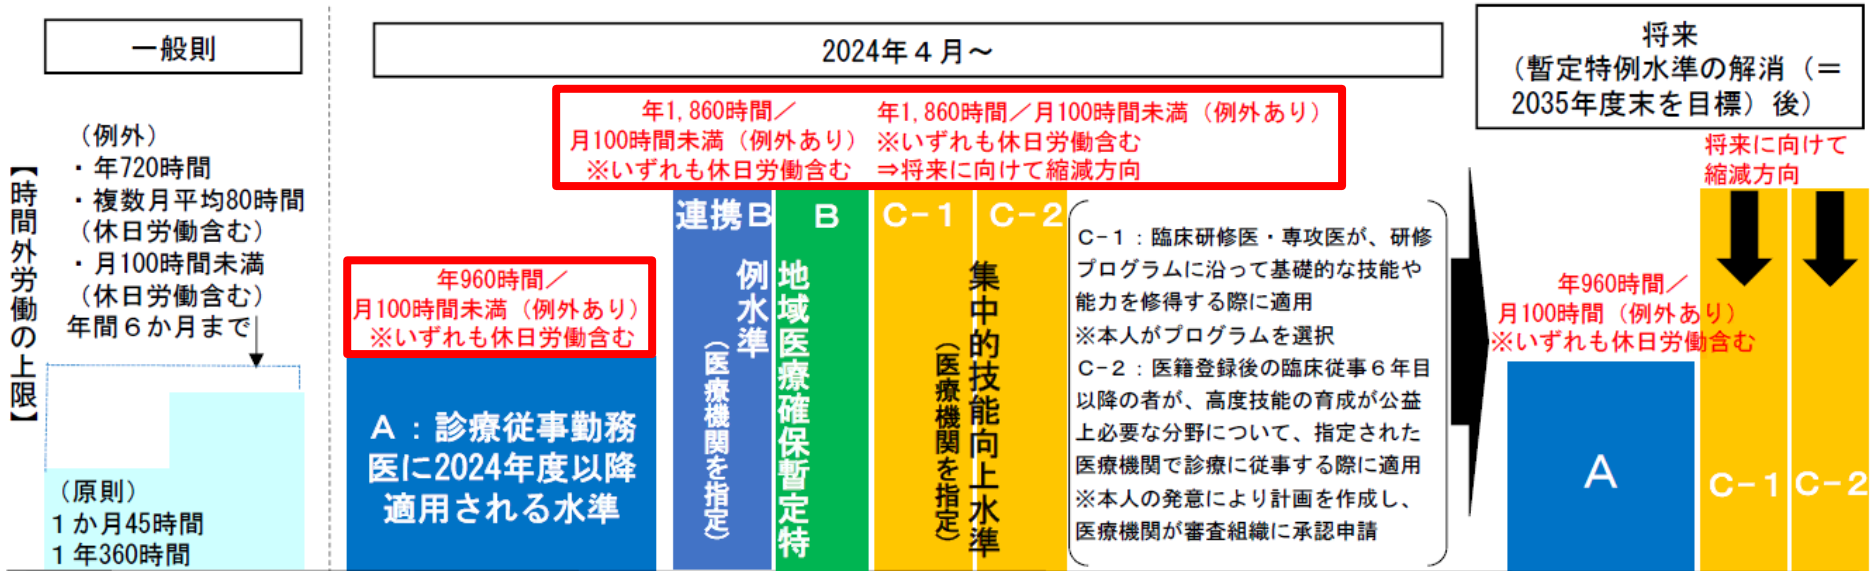 一般則
【時間外労働の上限】
（例外）
・年720時間
・複数月平均80時間
（休日労働含む）
・月100時間未満
（休日労働含む）
年間６か月まで
（原則）
１か月45時間
１年360時間
2024年４月～
年960時間／
月100時間未満（例外あり）
※いずれも休日労働含む
Ａ：診療従事勤務
医に2024年度以降
適用される水準
年1,860時間／
月100時間未満（例外あり）
※いずれも休日労働含む
年1,860時間／月100時間未満（例外あり）
※いずれも休日労働含む
⇒将来に向けて縮減方向
連携Ｂ
Ｂ
地域医療確保暫定特
例水準
（医療機関を指定）
Ｃ-１
Ｃ-２
集中的技能向上水準
（医療機関を指定）
Ｃ-１：臨床研修医・専攻医が、研修
プログラムに沿って基礎的な技能や
能力を修得する際に適用
※本人がプログラムを選択
Ｃ-２：医籍登録後の臨床従事６年目
以降の者が、高度技能の育成が公益
上必要な分野について、指定された
医療機関で診療に従事する際に適用
※本人の発意により計画を作成し、
医療機関が審査組織に承認申請
将来
（暫定特例水準の解消（＝
2035年度末を目標）後）
将来に向けて
縮減方向
年960時間／
月100時間（例外あり）
※いずれも休日労働含む
Ａ
Ｃ-１
Ｃ-２